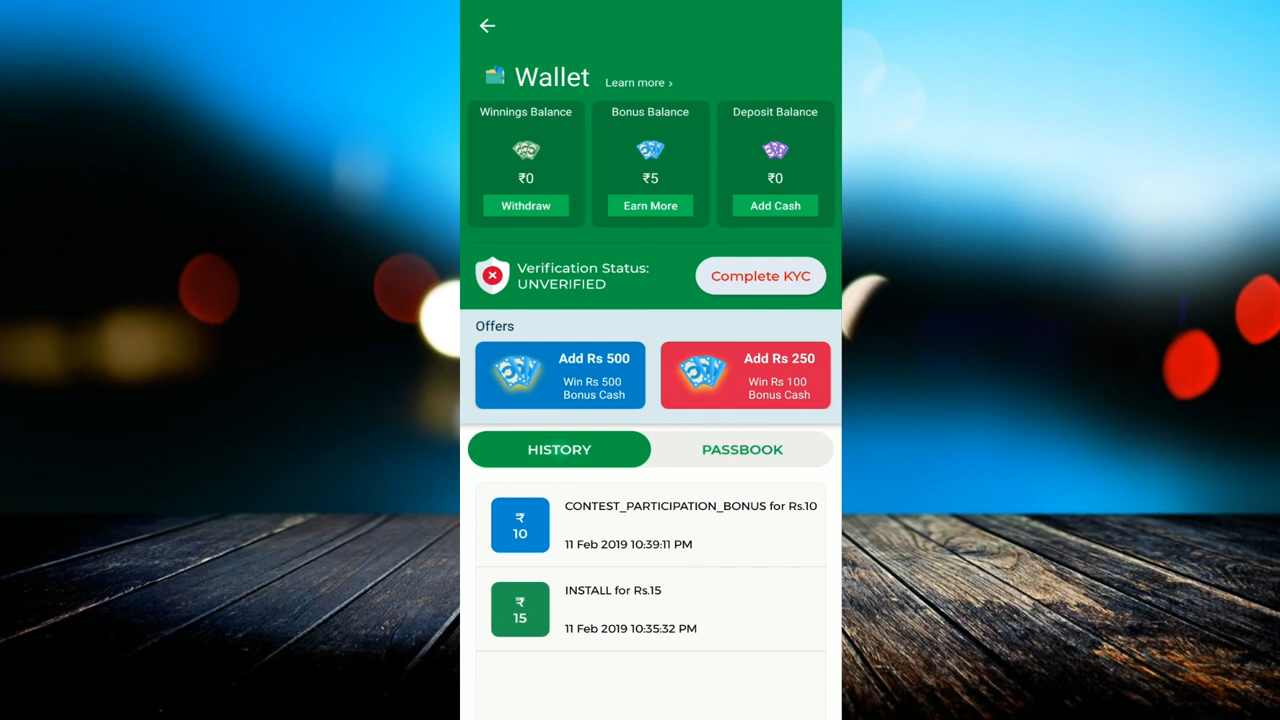 Wallet Learn more ›
Winnings Balance
₹0
Withdraw
Bonus Balance
₹5
Earn More
Deposit Balance
₹0
Add Cash
Verification Status:
UNVERIFIED
Complete KYC
Offers
Add Rs 500
Win Rs 500
Bonus Cash
Add Rs 250
Win Rs 100
Bonus Cash
HISTORY
PASSBOOK
₹
10
CONTEST_PARTICIPATION_BONUS for Rs.10
11 Feb 2019 10:39:11 PM
₹
15
INSTALL for Rs.15
11 Feb 2019 10:35:32 PM